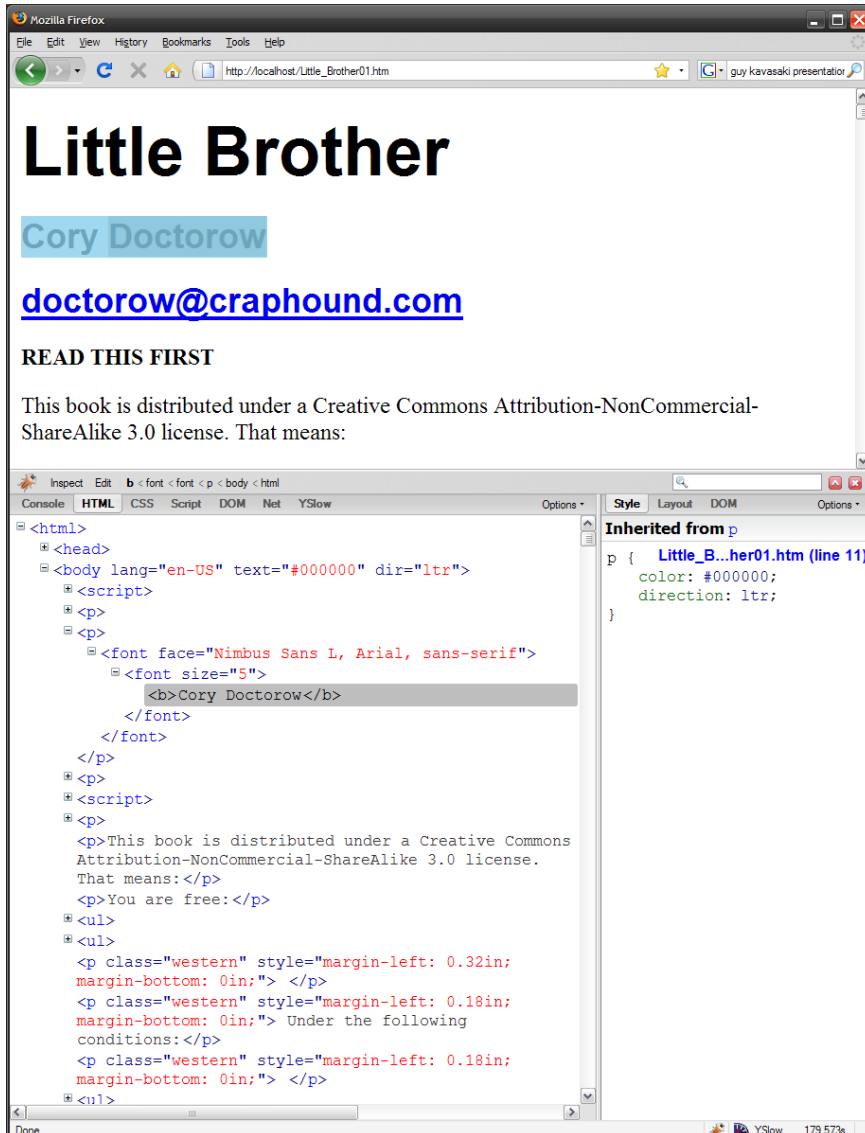 Mozilla Firefox
File Edit View History Bookmarks Tools Help
http://localhost/Little_Brother01.htm
G guy kavasaki presentatior
Little Brother
Cory Doctorow
doctorow@craphound.com
READ THIS FIRST
This book is distributed under a Creative Commons Attribution-NonCommercial-
ShareAlike 3.0 license. That means:
Inspect Edit b < font < font < p < body < html
Console HTML CSS Script DOM Net YSlow Options
Style Layout DOM Options
<html>
<head>
<body lang="en-US" text="#000000" dir="ltr">
<script>
<p>
<p>
<font face="Nimbus Sans L, Arial, sans-serif">
<font size="5">
<b>Cory Doctorow</b>
</font>
</font>
</p>
<p>
<script>
<p>
<p>This book is distributed under a Creative Commons
Attribution-NonCommercial-ShareAlike 3.0 license.
That means:</p>
<p>You are free:</p>
<ul>
<ul>
<p class="western" style="margin-left: 0.32in;
margin-bottom: 0in;"> </p>
<p class="western" style="margin-left: 0.18in;
margin-bottom: 0in;"> Under the following
conditions:</p>
<p class="western" style="margin-left: 0.18in;
margin-bottom: 0in;"> </p>
<ul>
Inherited from p
p { Little_B...her01.htm (line 11)
color: #000000;
direction: ltr;
}
Done
YSlow 179.573s